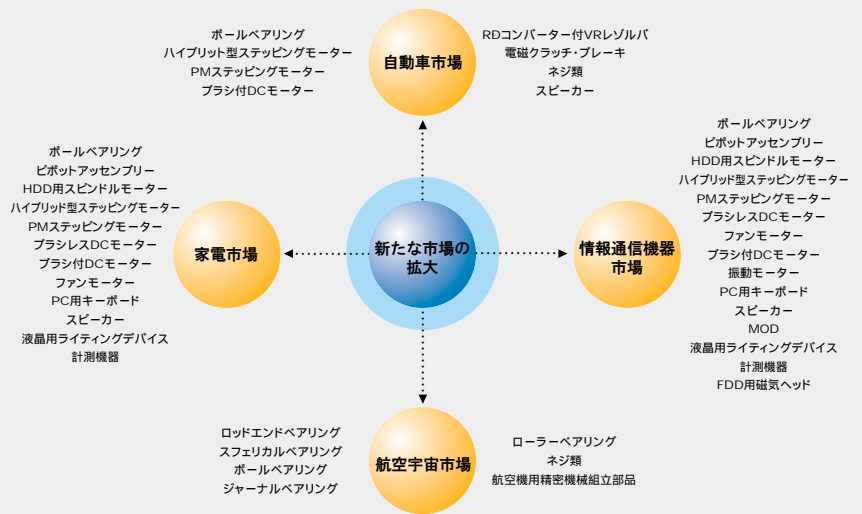 ボールベアリング
ハイブリット型ステッピングモーター
PMステッピングモーター
ブラシ付DCモーター
自動車市場
RDコンバーター付VRレゾルバ
電磁クラッチ・ブレーキ
ネジ類
スピーカー
ボールベアリング
ピボットアッセンブリー
HDD用スピンドルモーター
ハイブリッド型ステッピングモーター
PMステッピングモーター
ブラシレスDCモーター
ブラシ付DCモーター
ファンモーター
PC用キーボード
スピーカー
液晶用ライティングデバイス
計測機器
家電市場
新たな市場の
拡大
情報通信機器
市場
ボールベアリング
ピボットアッセンブリー
HDD用スピンドルモーター
ハイブリッド型ステッピングモーター
PMステッピングモーター
ブラシレスDCモーター
ファンモーター
ブラシ付DCモーター
振動モーター
PC用キーボード
スピーカー
MOD
液晶用ライティングデバイス
計測機器
FDD用磁気ヘッド
ロッドエンドベアリング
スフェリカルベアリング
ボールベアリング
ジャーナルベアリング
航空宇宙市場
ローラーベアリング
ネジ類
航空機用精密機械組立部品